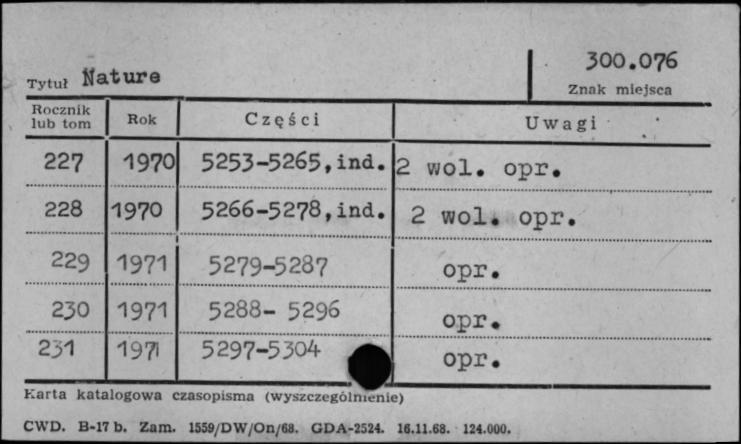 300.076
Tytuł Nature
Znak miejsca
Rocznik lub tom Rok Części Uwagi
227 1970 5253-5265,ind. 2 wol. opr.
228 1970 5266-5278,ind. 2 wol. opr.
229 1971 5279-5287 opr.
230 1971 5288- 5296 opr.
231 1971 5297-5304 opr.
Karta katalogowa czasopisma (wyszczególnienie)
CWD. B-17 b. Zam. 1559/DW/On/68. GDA-2524. 16.11.68. 124.000.